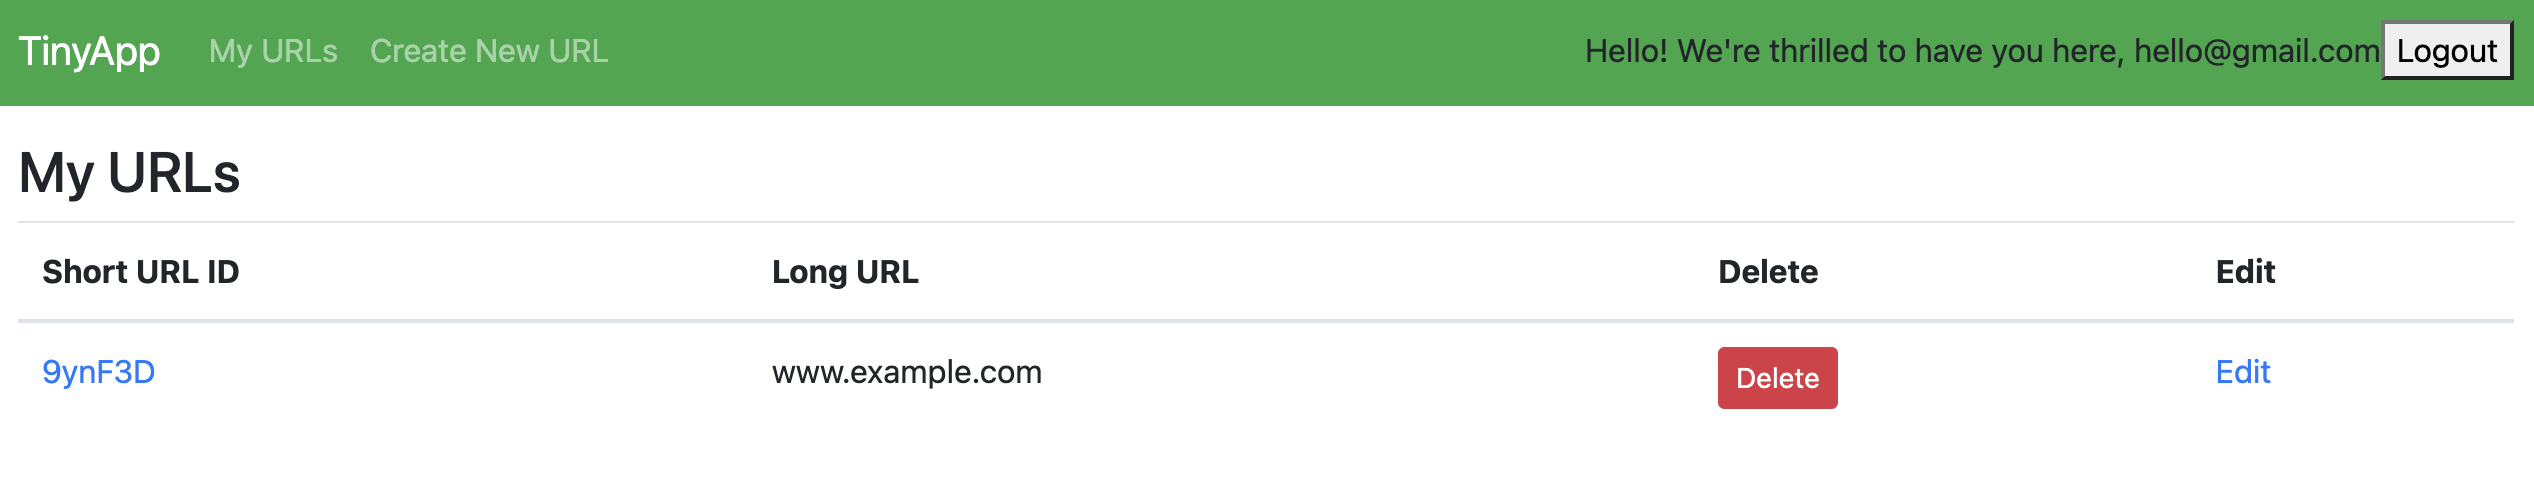 TinyApp My URLs Create New URL Hello! We're thrilled to have you here, hello@gmail.com Logout
My URLs
Short URL ID Long URL Delete Edit
9ynF3D www.example.com Delete Edit